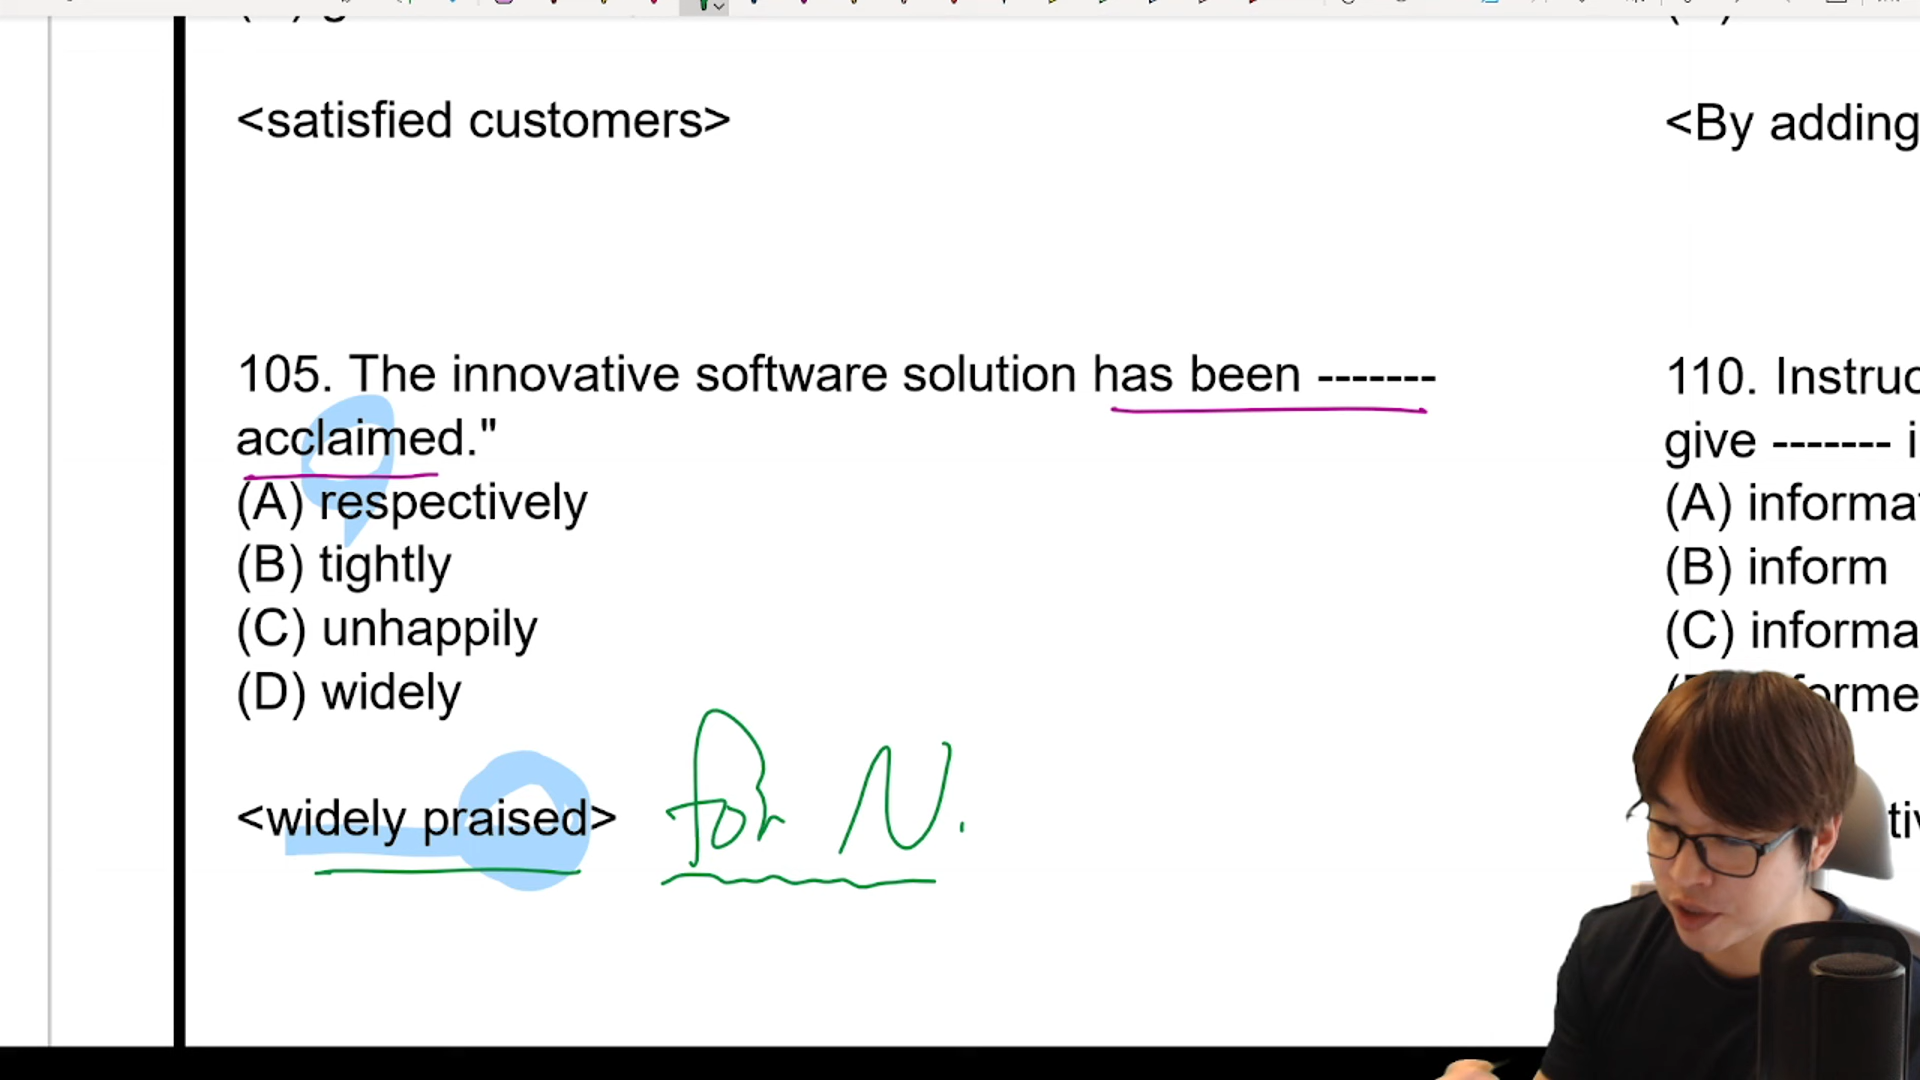 <satisfied customers>
105. The innovative software solution has been -------
acclaimed."
(A) respectively
(B) tightly
(C) unhappily
(D) widely
<widely praised> for N.
<By adding
110. Instruc
give -------
(A) informa
(B) inform
(C) informa